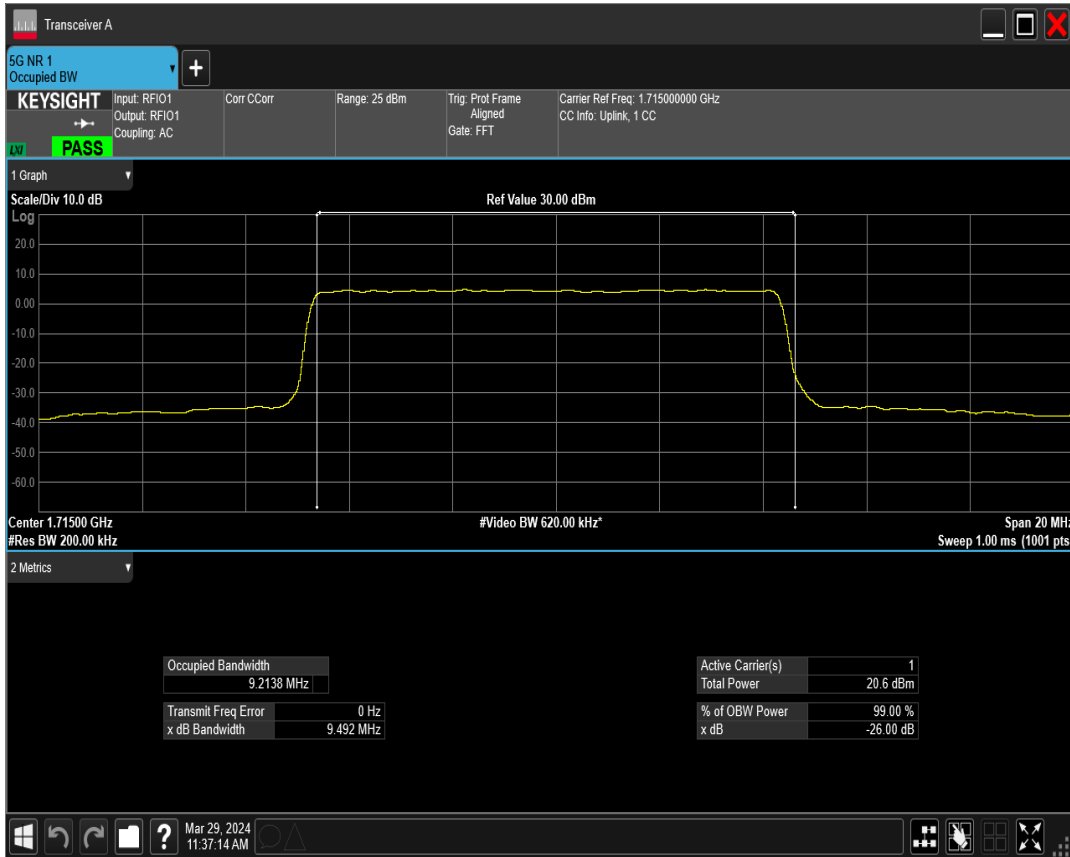 Transceiver A
5G NR 1
Occupied BW
+
KEYSIGHT
LXI
PASS
Input: RFIO1
Output: RFIO1
Coupling: AC
Corr CCorr
Range: 25 dBm
Trig: Prot Frame
Aligned
Gate: FFT
Carrier Ref Freq: 1.715000000 GHz
CC Info: Uplink, 1 CC
1 Graph
Scale/Div 10.0 dB
Ref Value 30.00 dBm
Log
20.0
10.0
0.00
-10.0
-20.0
-30.0
-40.0
-50.0
-60.0
Center 1.71500 GHz
#Video BW 620.00 kHz*
Span 20 MHz
#Res BW 200.00 kHz
Sweep 1.00 ms (1001 pts
2 Metrics
Occupied Bandwidth
9.2138 MHz
Transmit Freq Error 0 Hz
x dB Bandwidth 9.492 MHz
Active Carrier(s) 1
Total Power 20.6 dBm
% of OBW Power 99.00 %
x dB -26.00 dB
?
Mar 29, 2024
11:37:14 AM